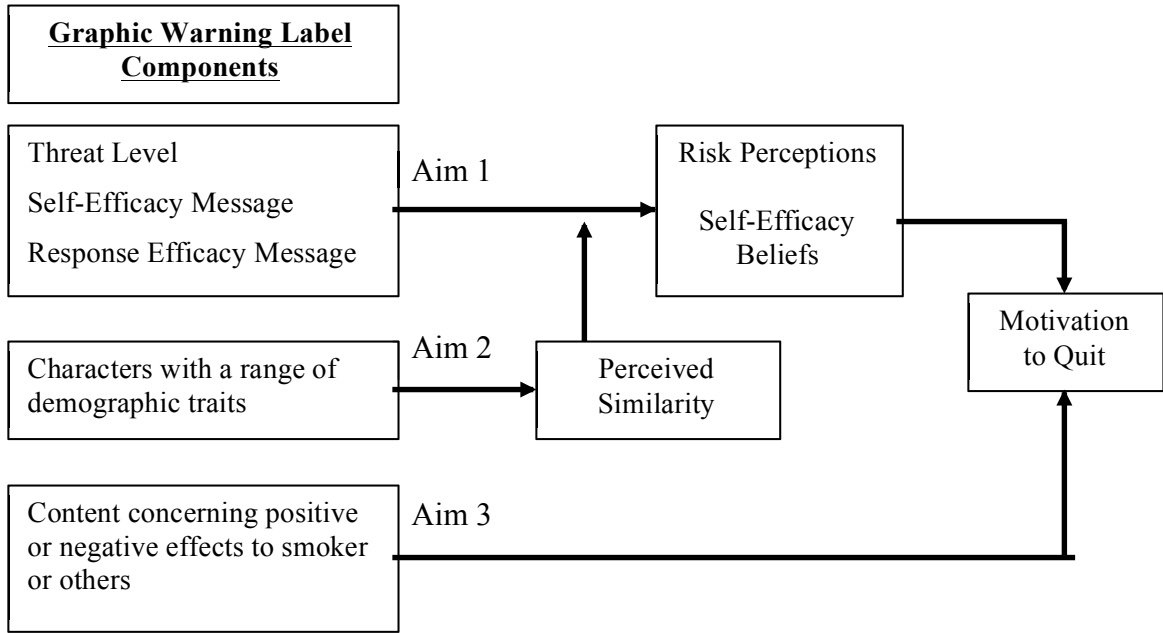 Graphic Warning Label
Components
Threat Level
Self-Efficacy Message
Response Efficacy Message
Aim 1
Risk Perceptions
Self-Efficacy
Beliefs
Motivation
to Quit
Characters with a range of
demographic traits
Aim 2
Perceived
Similarity
Content concerning positive
or negative effects to smoker
or others
Aim 3